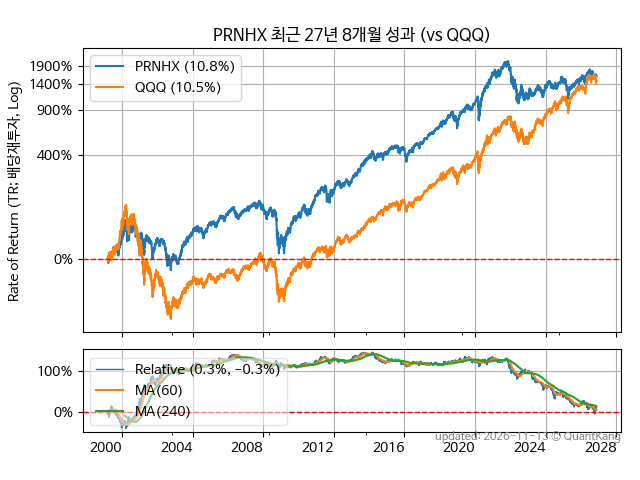 PRNHX 최근 27년 8개월 성과 (vs QQQ)
1900%
1400%
900%
400%
0%
Rate of Return (TR; 배당재투자, Log)
PRNHX (10.8%)
QQQ (10.5%)
100%
0%
Relative (0.3%, -0.3%)
MA(60)
MA(240)
2000 2004 2008 2012 2016 2020 2024 2028
updated: 2026-11-13 © QuantKang